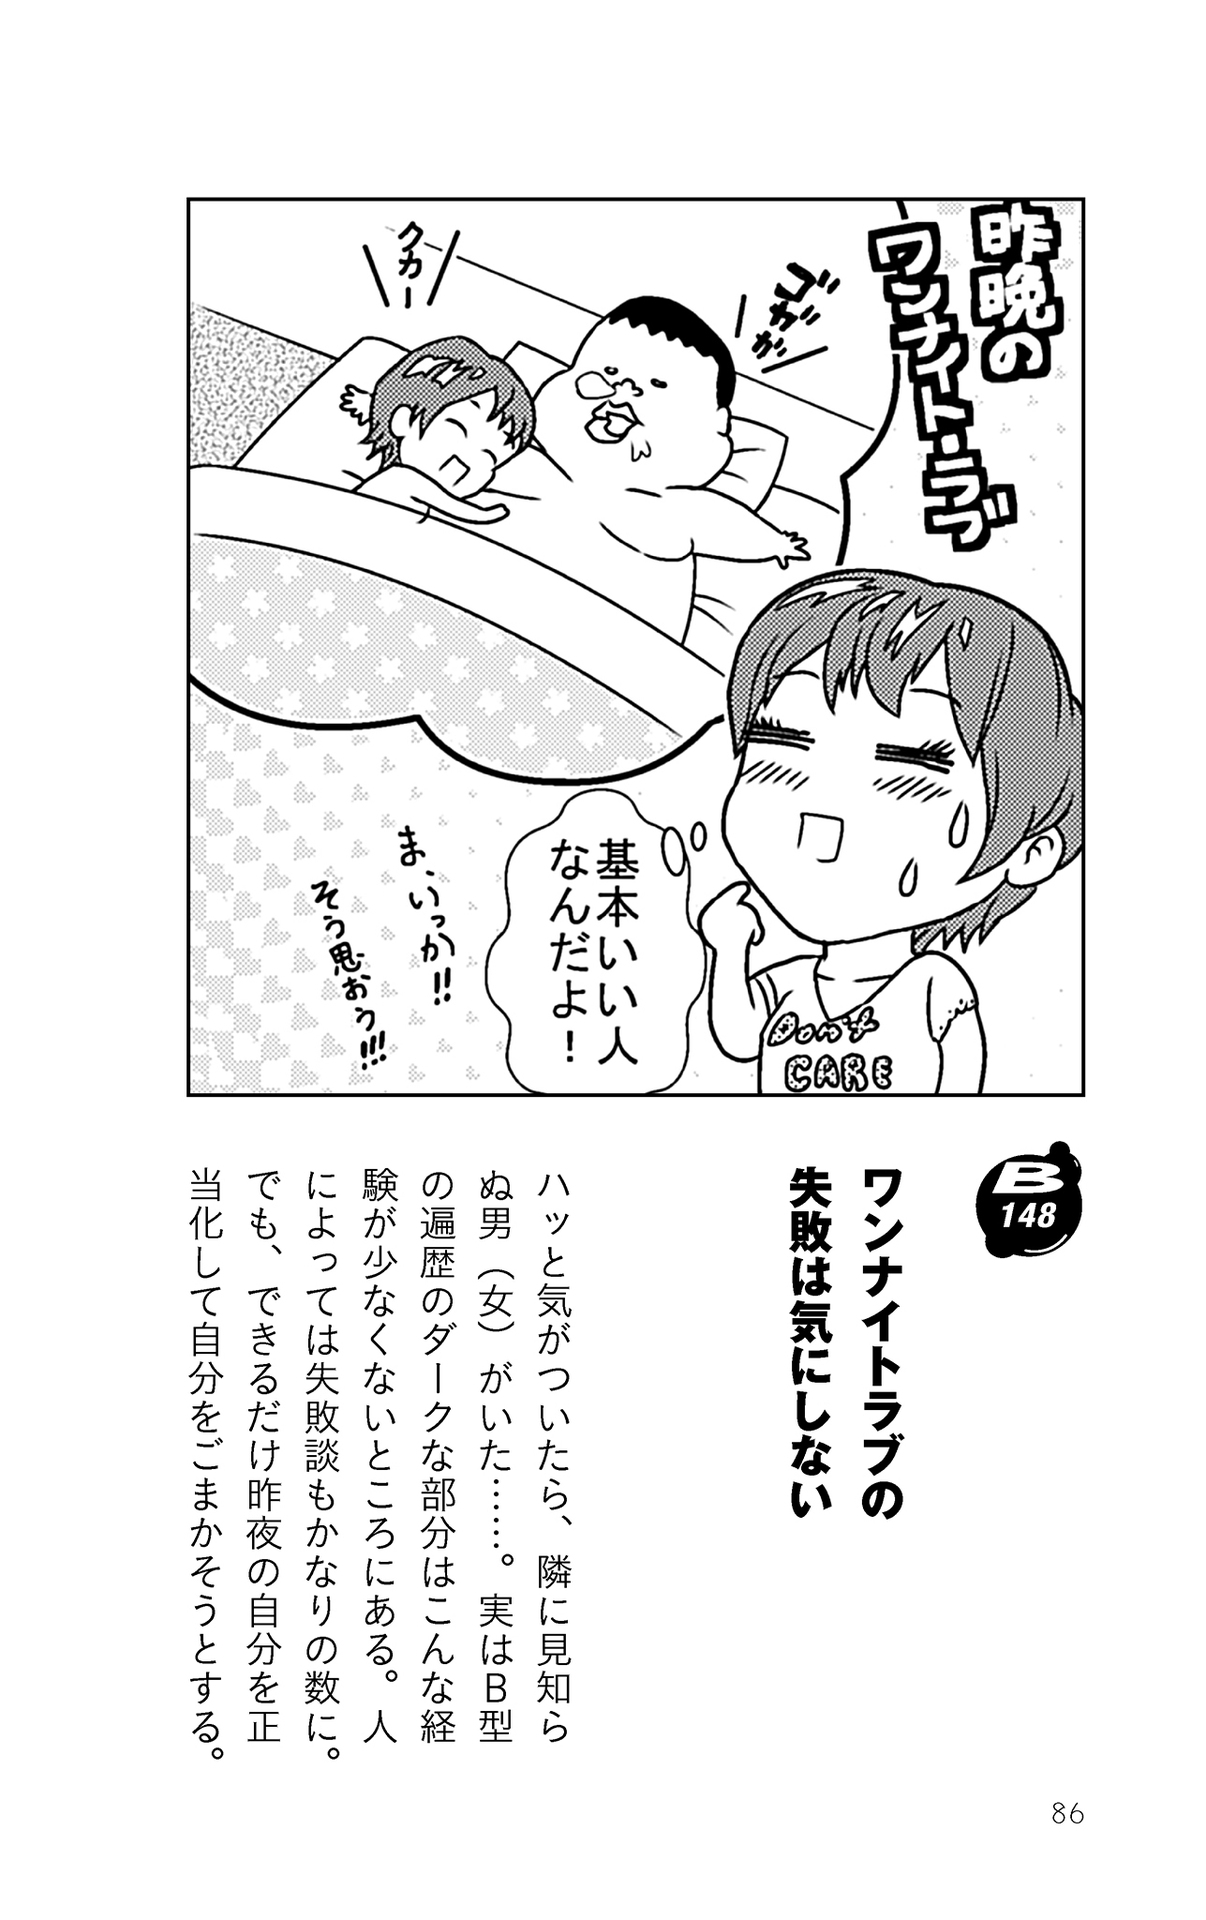 昨晩の
ワンナイト・ラブ
ゴガガガ
クカー
基本いい人
なんだよ！
ま、いっか!!
そう思おう!!!
Don't
CARE
B
148
ワンナイトラブの
失敗は気にしない
ハッと気がついたら、隣に見知ら
ぬ男（女）がいた……。実はＢ型
の遍歴のダークな部分はこんな経
験が少なくないところにある。人
によっては失敗談もかなりの数に。
でも、できるだけ昨夜の自分を正
当化して自分をごまかそうとする。
86